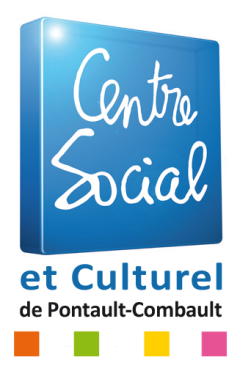 Centre
Social
et Culturel
de Pontault-Combault